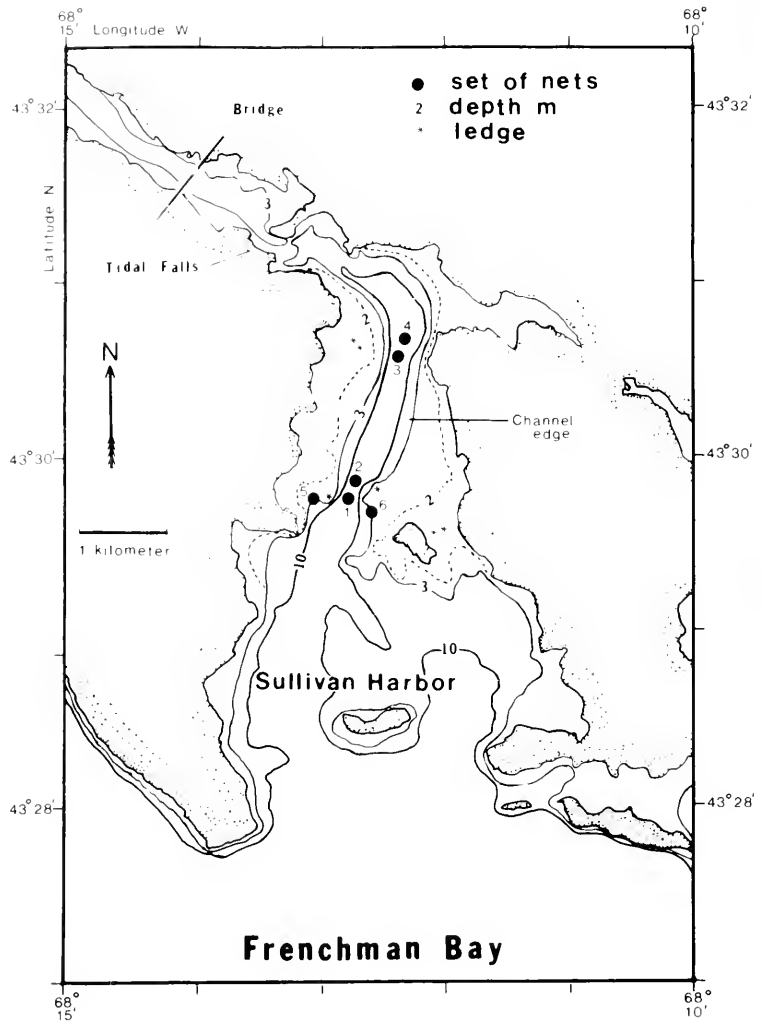 68°
15'
Longitude W
68°
10'
43°32'
43°32'
● set of nets
2 depth m
* ledge
Bridge
3
Latitude N
Tidal Falls
2
4
3
N
3
Channel
edge
43°30'
43°30'
2
5
1
6
2
1 kilometer
10
3
10
Sullivan Harbor
43°28'
43°28'
Frenchman Bay
68°
15'
68°
10'